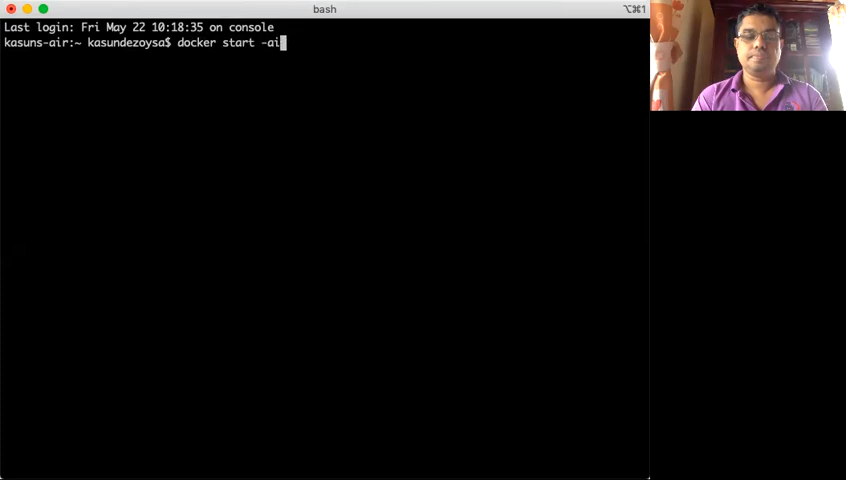 bash
⌥⌘1
Last login: Fri May 22 10:18:35 on console
kasuns-air:~ kasundezoysa$ docker start -ai